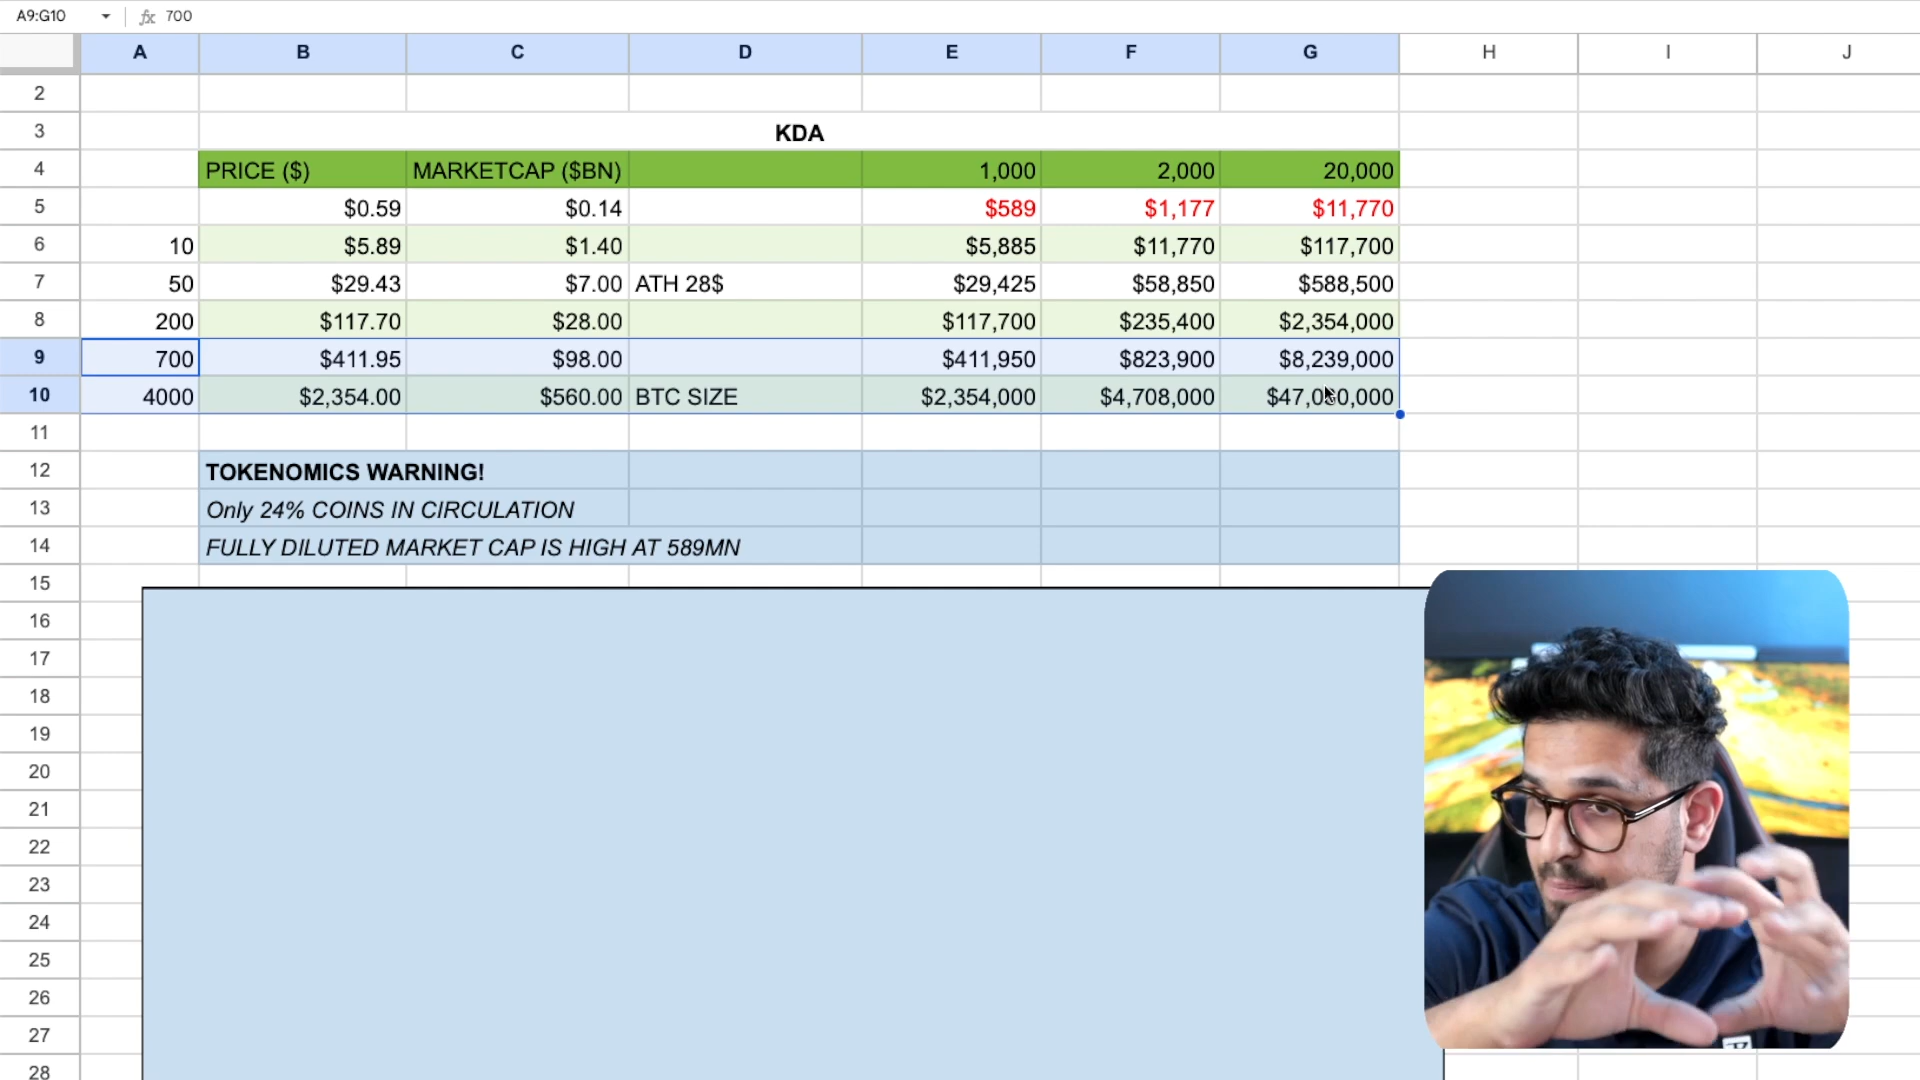 A9:G10 fx 700
A B C D E F G H I J
2
3 KDA
4 PRICE ($) MARKETCAP ($BN) 1,000 2,000 20,000
5 $0.59 $0.14 $589 $1,177 $11,770
6 10 $5.89 $1.40 $5,885 $11,770 $117,700
7 50 $29.43 $7.00 ATH 28$ $29,425 $58,850 $588,500
8 200 $117.70 $28.00 $117,700 $235,400 $2,354,000
9 700 $411.95 $98.00 $411,950 $823,900 $8,239,000
10 4000 $2,354.00 $560.00 BTC SIZE $2,354,000 $4,708,000
11
12 TOKENOMICS WARNING!
13 Only 24% COINS IN CIRCULATION
14 FULLY DILUTED MARKET CAP IS HIGH AT 589MN
15
16
17
18
19
20
21
22
23
24
25
26
27
28